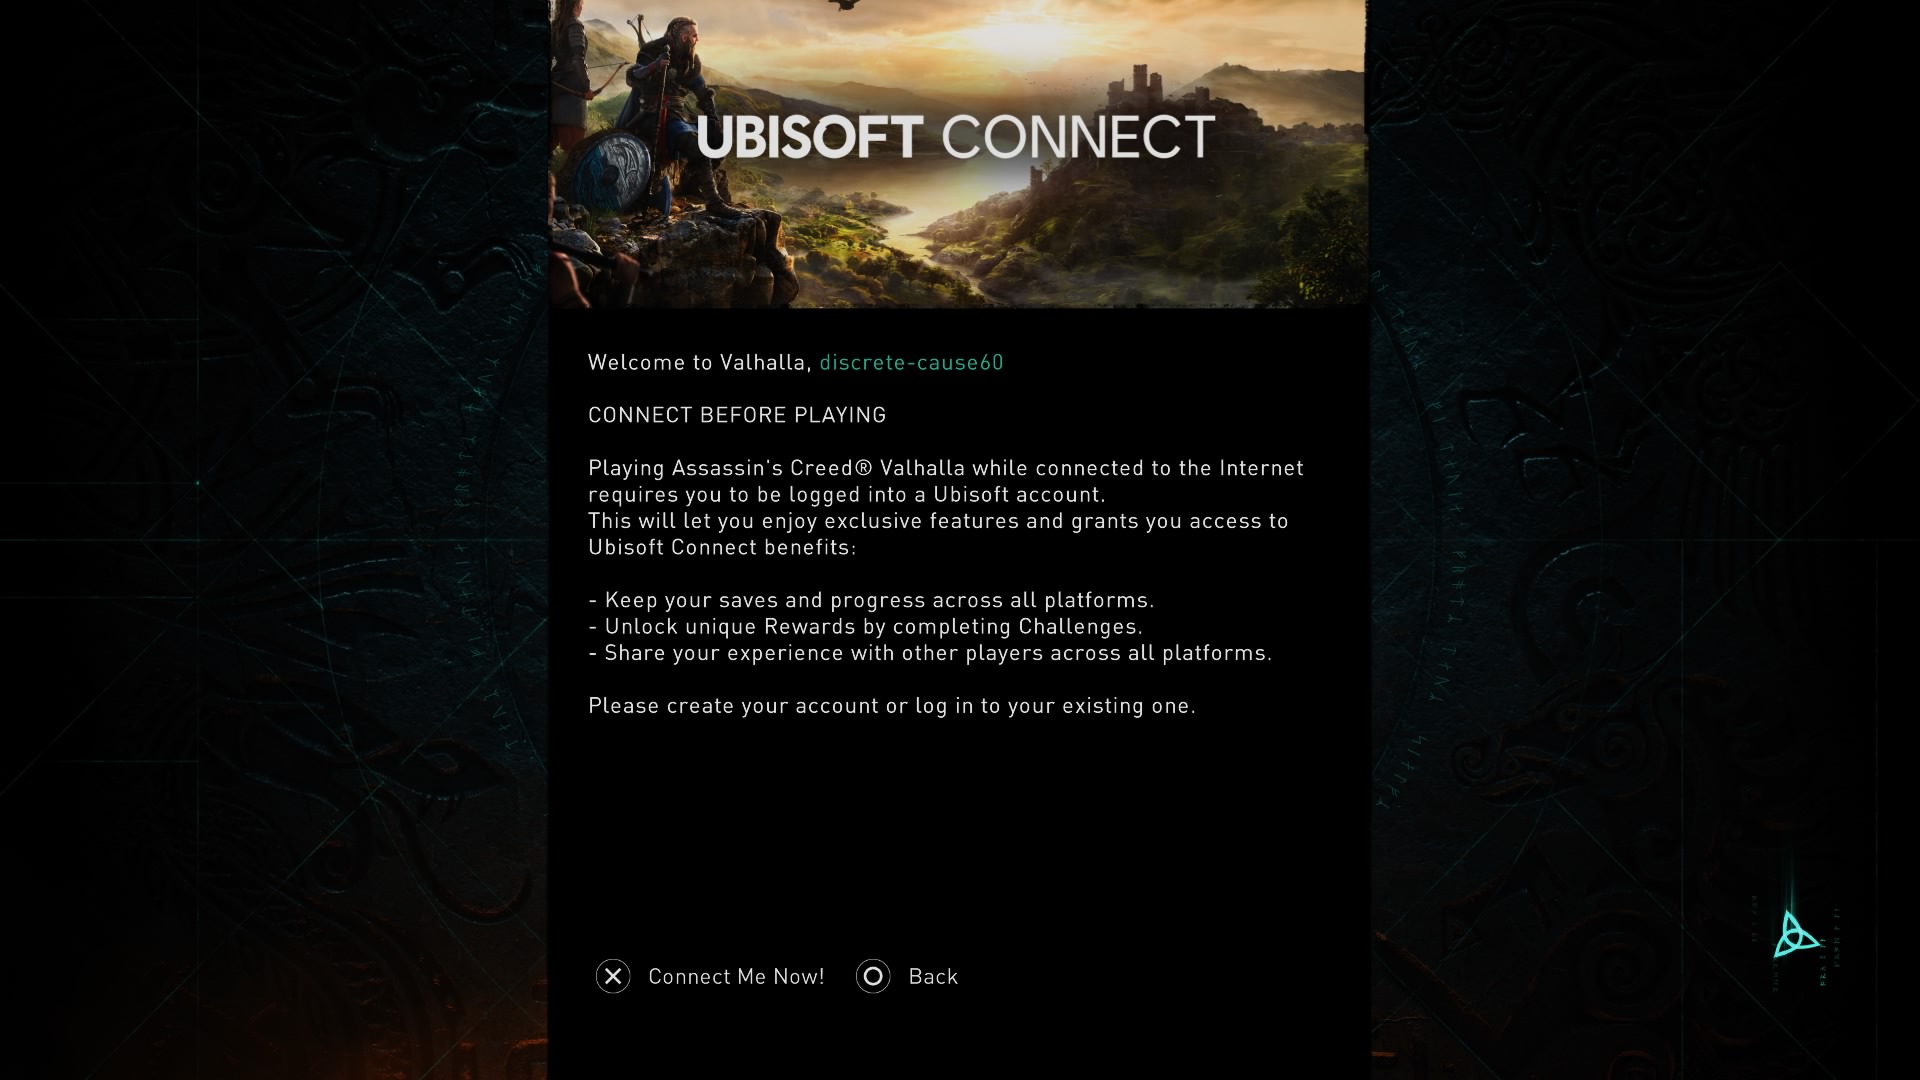 UBISOFT CONNECT
Welcome to Valhalla, discrete-cause60
CONNECT BEFORE PLAYING
Playing Assassin's Creed® Valhalla while connected to the Internet
requires you to be logged into a Ubisoft account.
This will let you enjoy exclusive features and grants you access to
Ubisoft Connect benefits:
- Keep your saves and progress across all platforms.
- Unlock unique Rewards by completing Challenges.
- Share your experience with other players across all platforms.
Please create your account or log in to your existing one.
Connect Me Now! Back